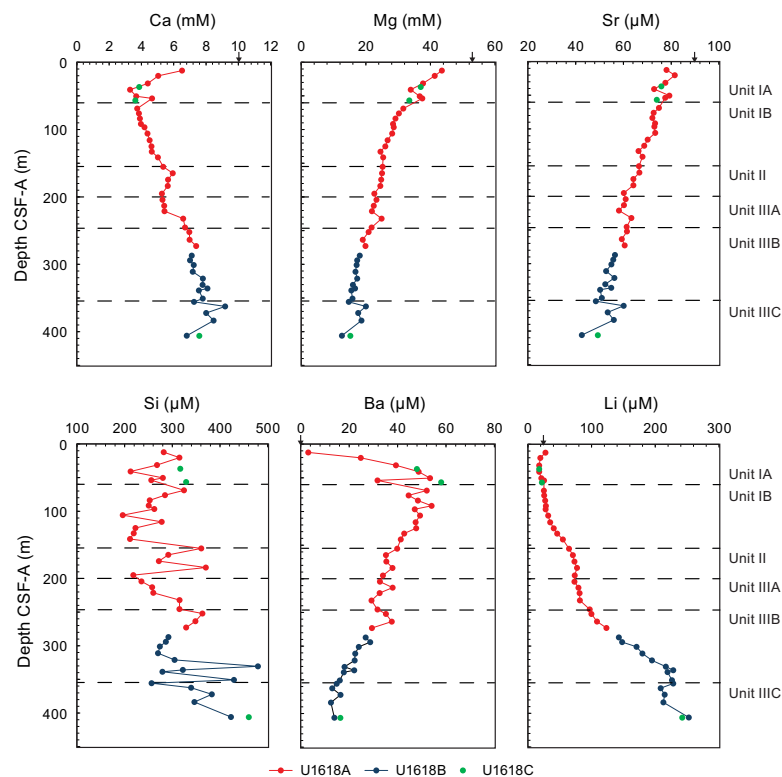 Ca (mM)
Mg (mM)
Sr (µM)
0 2 4 6 8 10 12
0 20 40 60
20 40 60 80 100
0
100
200
300
400
Depth CSF-A (m)
Unit IA
Unit IB
Unit II
Unit IIIA
Unit IIIB
Unit IIIC
Si (µM)
Ba (µM)
Li (µM)
100 200 300 400 500
0 20 40 60 80
0 100 200 300
0
100
200
300
400
Depth CSF-A (m)
Unit IA
Unit IB
Unit II
Unit IIIA
Unit IIIB
Unit IIIC
U1618A U1618B U1618C